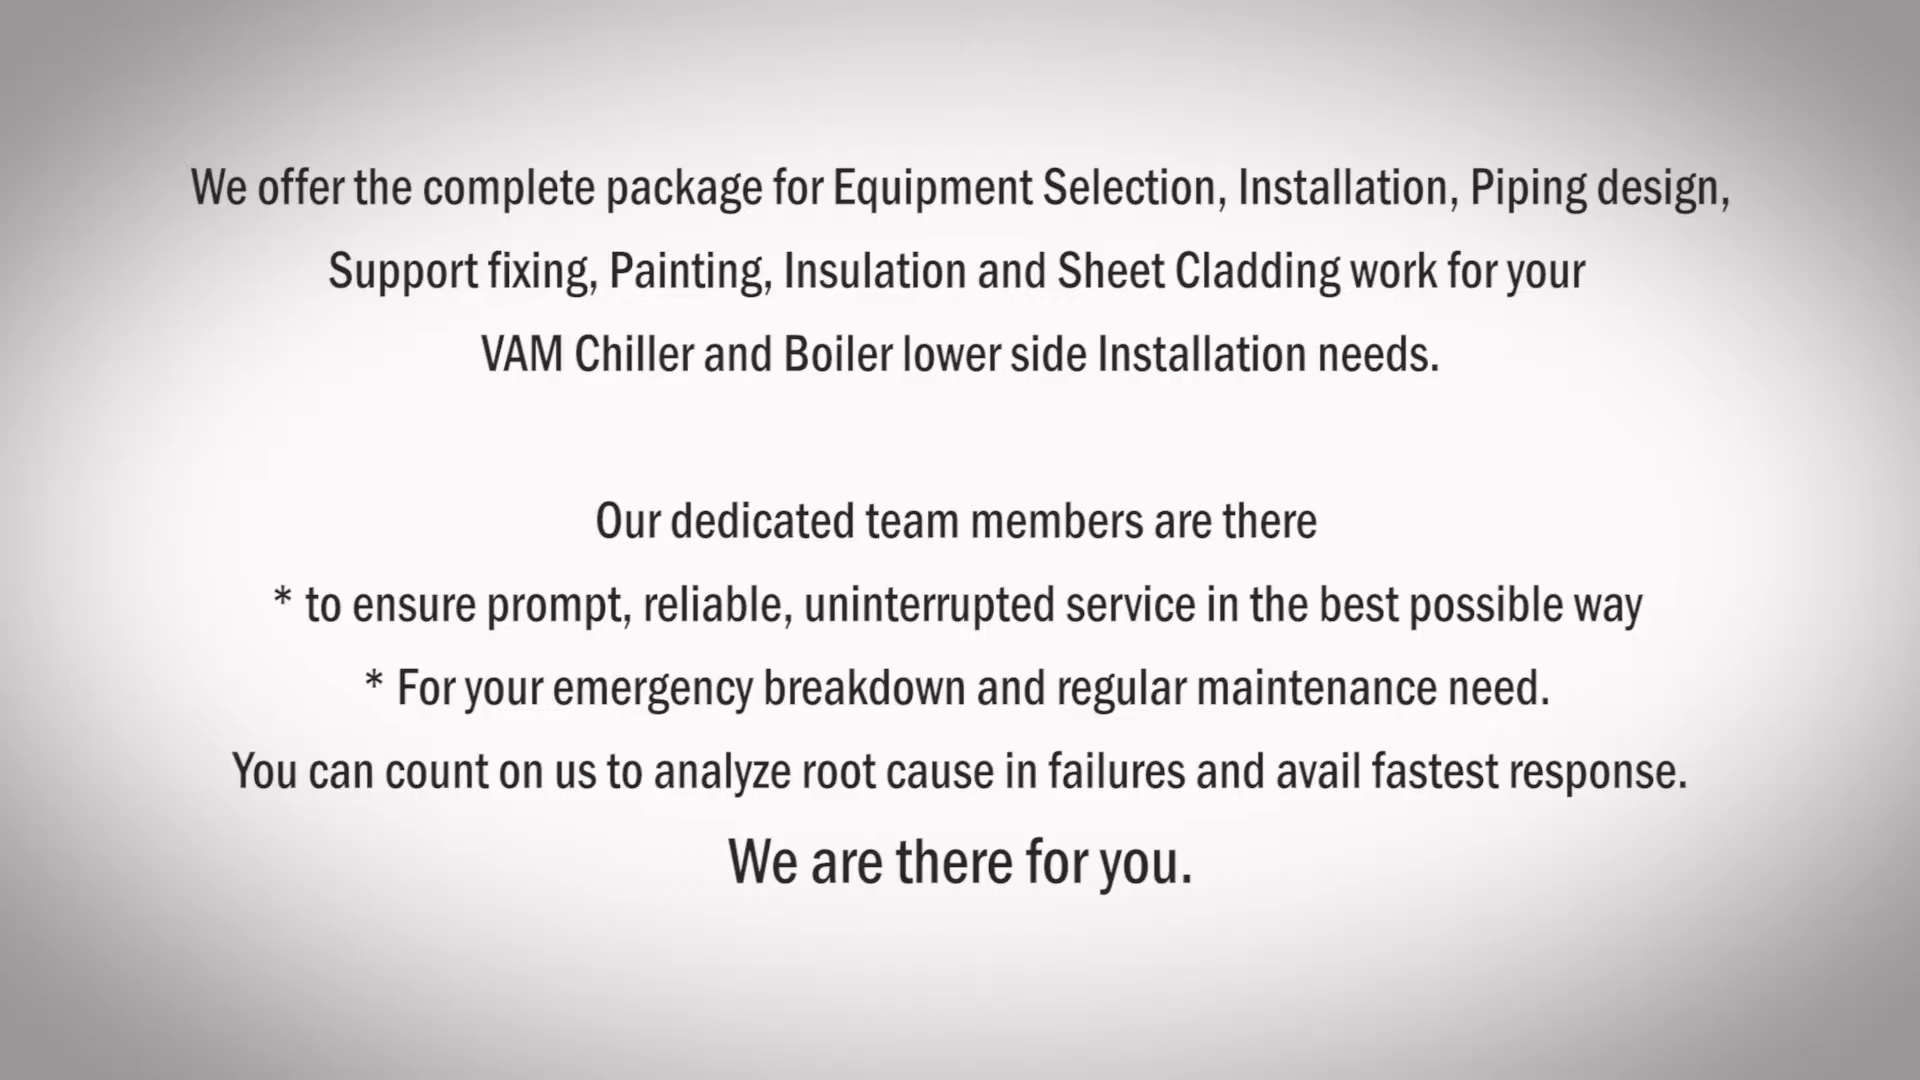 We offer the complete package for Equipment Selection, Installation, Piping design,
Support fixing, Painting, Insulation and Sheet Cladding work for your
VAM Chiller and Boiler lower side Installation needs.
Our dedicated team members are there
* to ensure prompt, reliable, uninterrupted service in the best possible way
* For your emergency breakdown and regular maintenance need.
You can count on us to analyze root cause in failures and avail fastest response.
We are there for you.